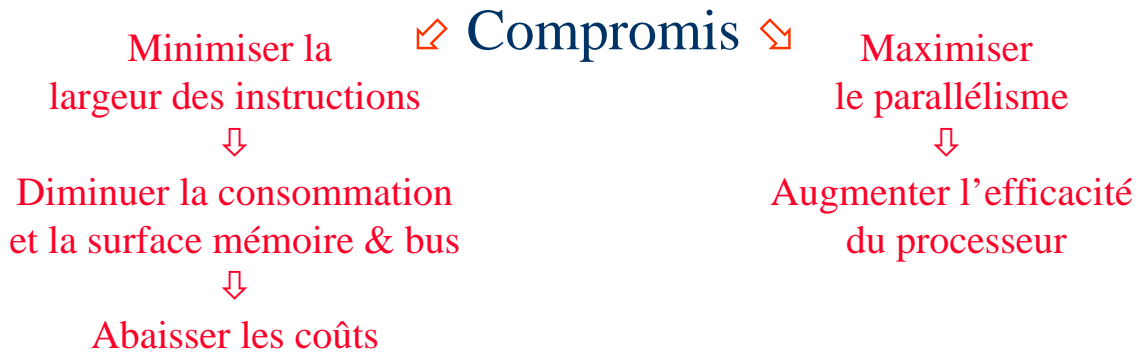 Compromis
Minimiser la
largeur des instructions
Diminuer la consommation
et la surface mémoire & bus
Abaisser les coûts
Maximiser
le parallélisme
Augmenter l’efficacité
du processeur